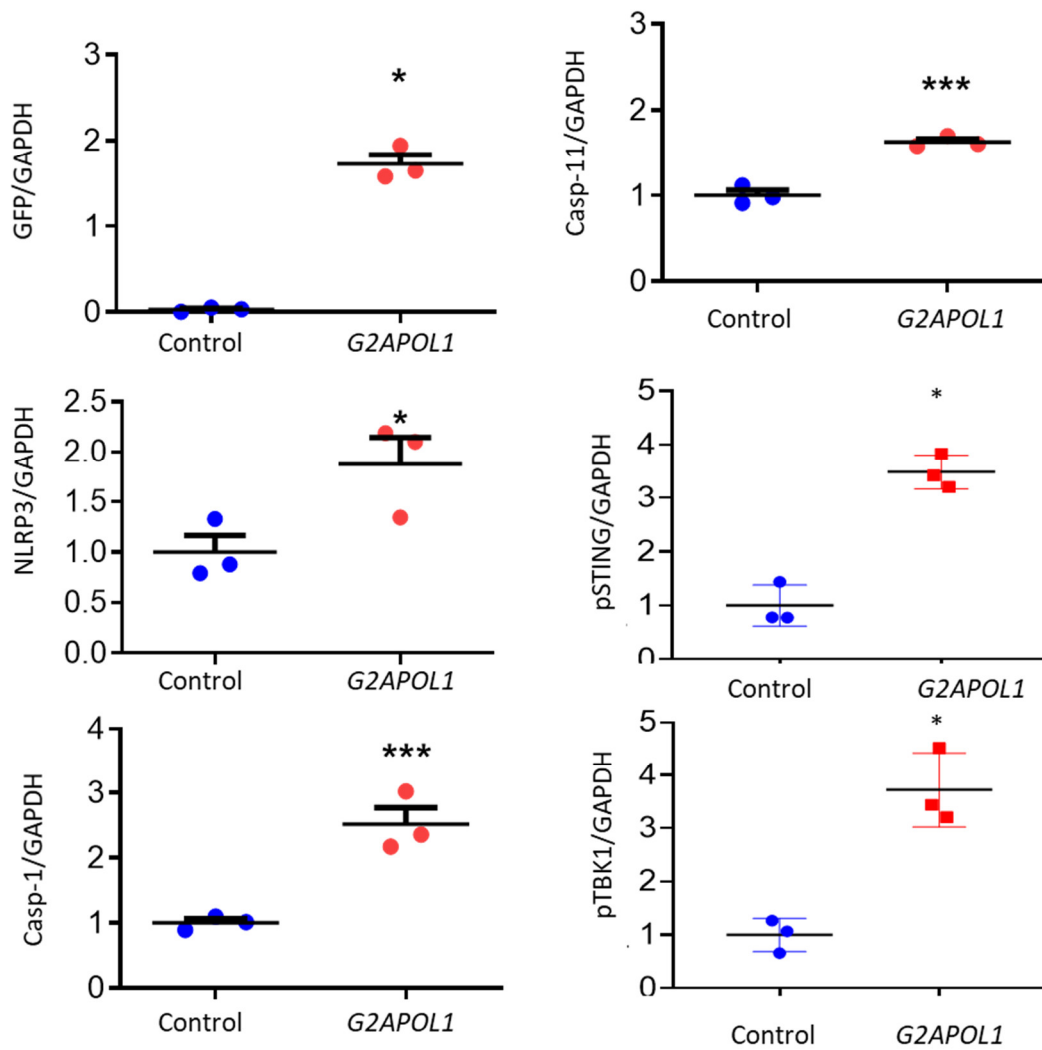 GFP/GAPDH
3
2
1
0
*
Control
G2APOL1
Casp-11/GAPDH
3
2
1
0
***
Control
G2APOL1
NLRP3/GAPDH
2.5
2.0
1.5
1.0
0.5
0.0
*
Control
G2APOL1
pSTING/GAPDH
5
4
3
2
1
0
*
Control
G2APOL1
Casp-1/GAPDH
4
3
2
1
0
***
Control
G2APOL1
pTBK1/GAPDH
5
4
3
2
1
0
*
Control
G2APOL1